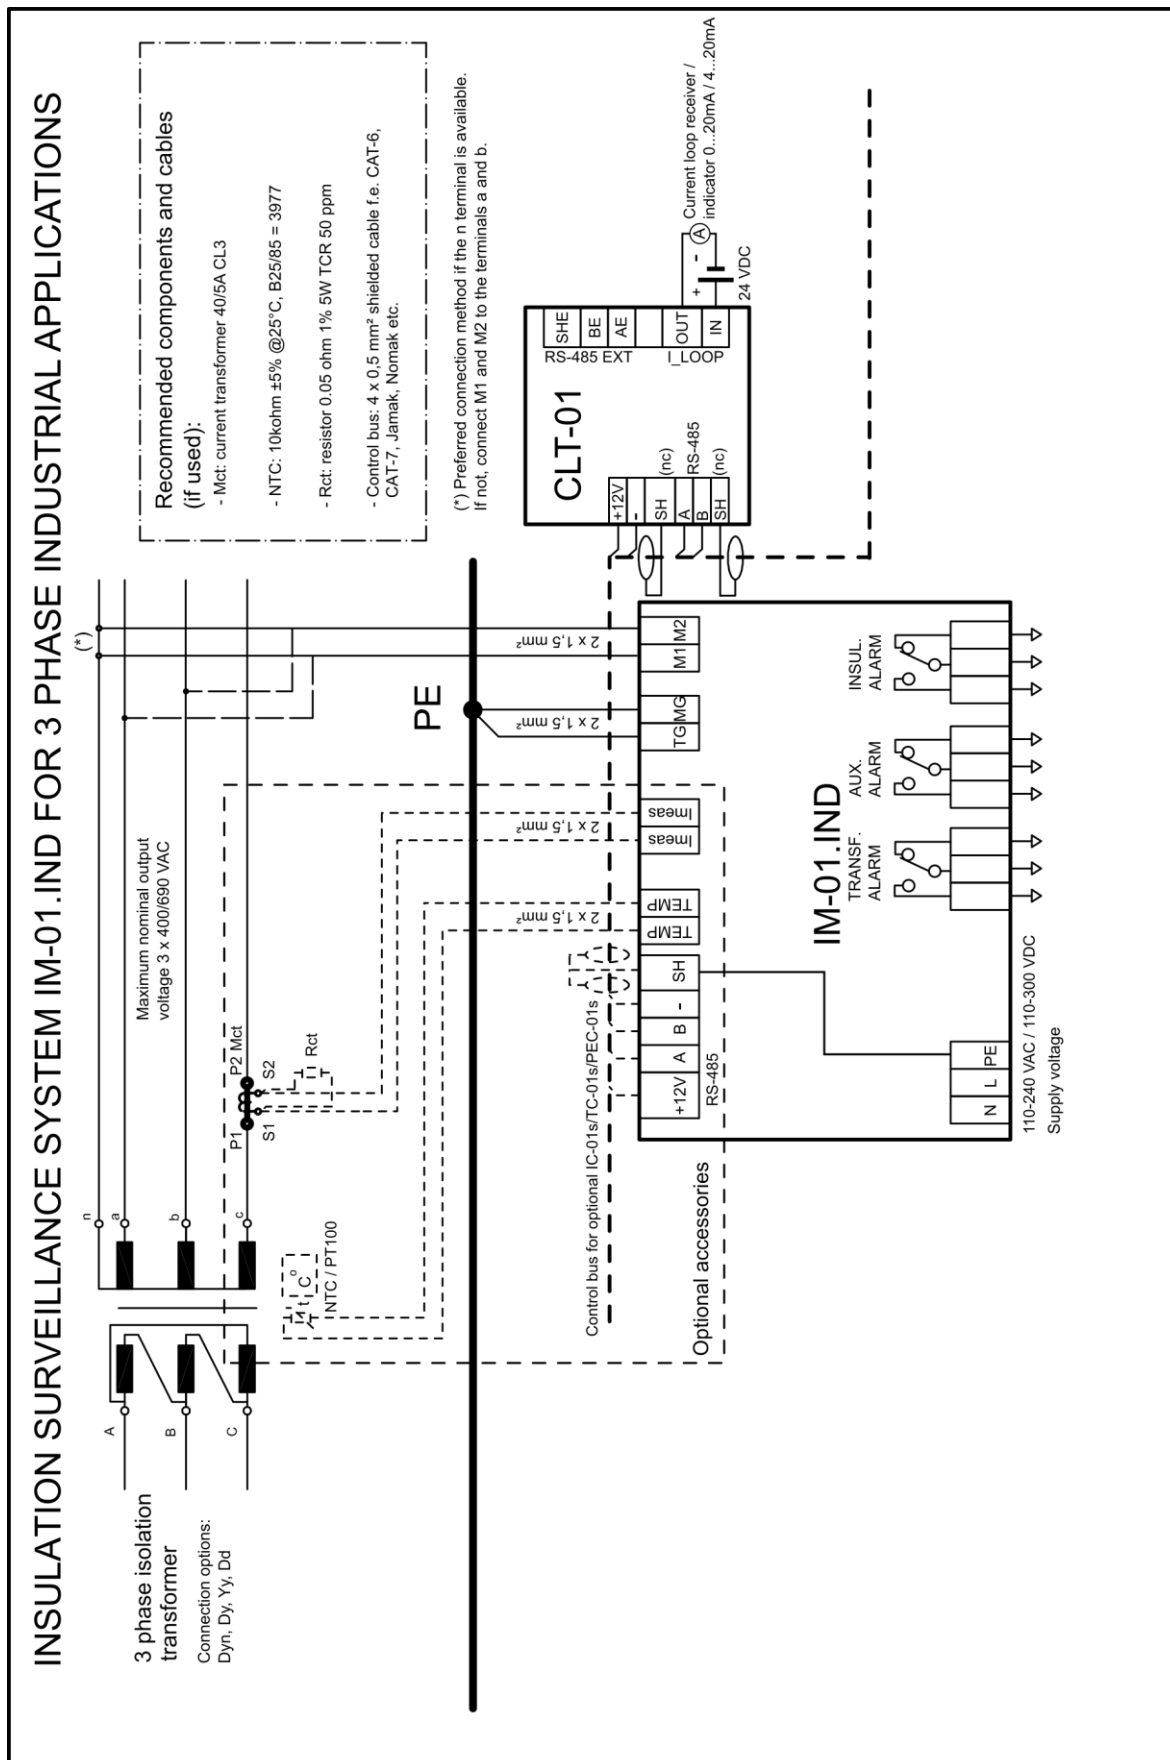 INSULATION SURVEILLANCE SYSTEM IM-01.IND FOR 3 PHASE INDUSTRIAL APPLICATIONS
3 phase isolation
transformer
Connection options:
Dyn, Dy, Yy, Dd
A
B
C
n
a
b
c
Maximum nominal output
voltage 3 x 400/690 VAC
P1
P2 Mct
S1
S2
Rct
t C°
NTC / PT100
(*)
Recommended components and cables
(if used):
- Mct: current transformer 40/5A CL3
- NTC: 10kohm ±5% @25°C, B25/85 = 3977
- Rct: resistor 0.05 ohm 1% 5W TCR 50 ppm
- Control bus: 4 x 0,5 mm² shielded cable f.e. CAT-6,
CAT-7, Jamak, Nomak etc.
(*) Preferred connection method if the n terminal is available.
If not, connect M1 and M2 to the terminals a and b.
PE
Control bus for optional IC-01s/TC-01s/PEC-01s
2 x 1,5 mm²
2 x 1,5 mm²
2 x 1,5 mm²
2 x 1,5 mm²
Optional accessories
+12V
A
B
-
SH
RS-485
TEMP
TEMP
Imeas
Imeas
TG
MG
M1
M2
IM-01.IND
TRANSF.
ALARM
AUX.
ALARM
INSUL.
ALARM
N
L
PE
110-240 VAC / 110-300 VDC
Supply voltage
CLT-01
+12V
-
SH
(nc)
A
B
RS-485
SH
(nc)
SHE
BE
AE
RS-485 EXT
OUT
IN
I_LOOP
+
-
A
24 VDC
Current loop receiver /
indicator 0...20mA / 4...20mA